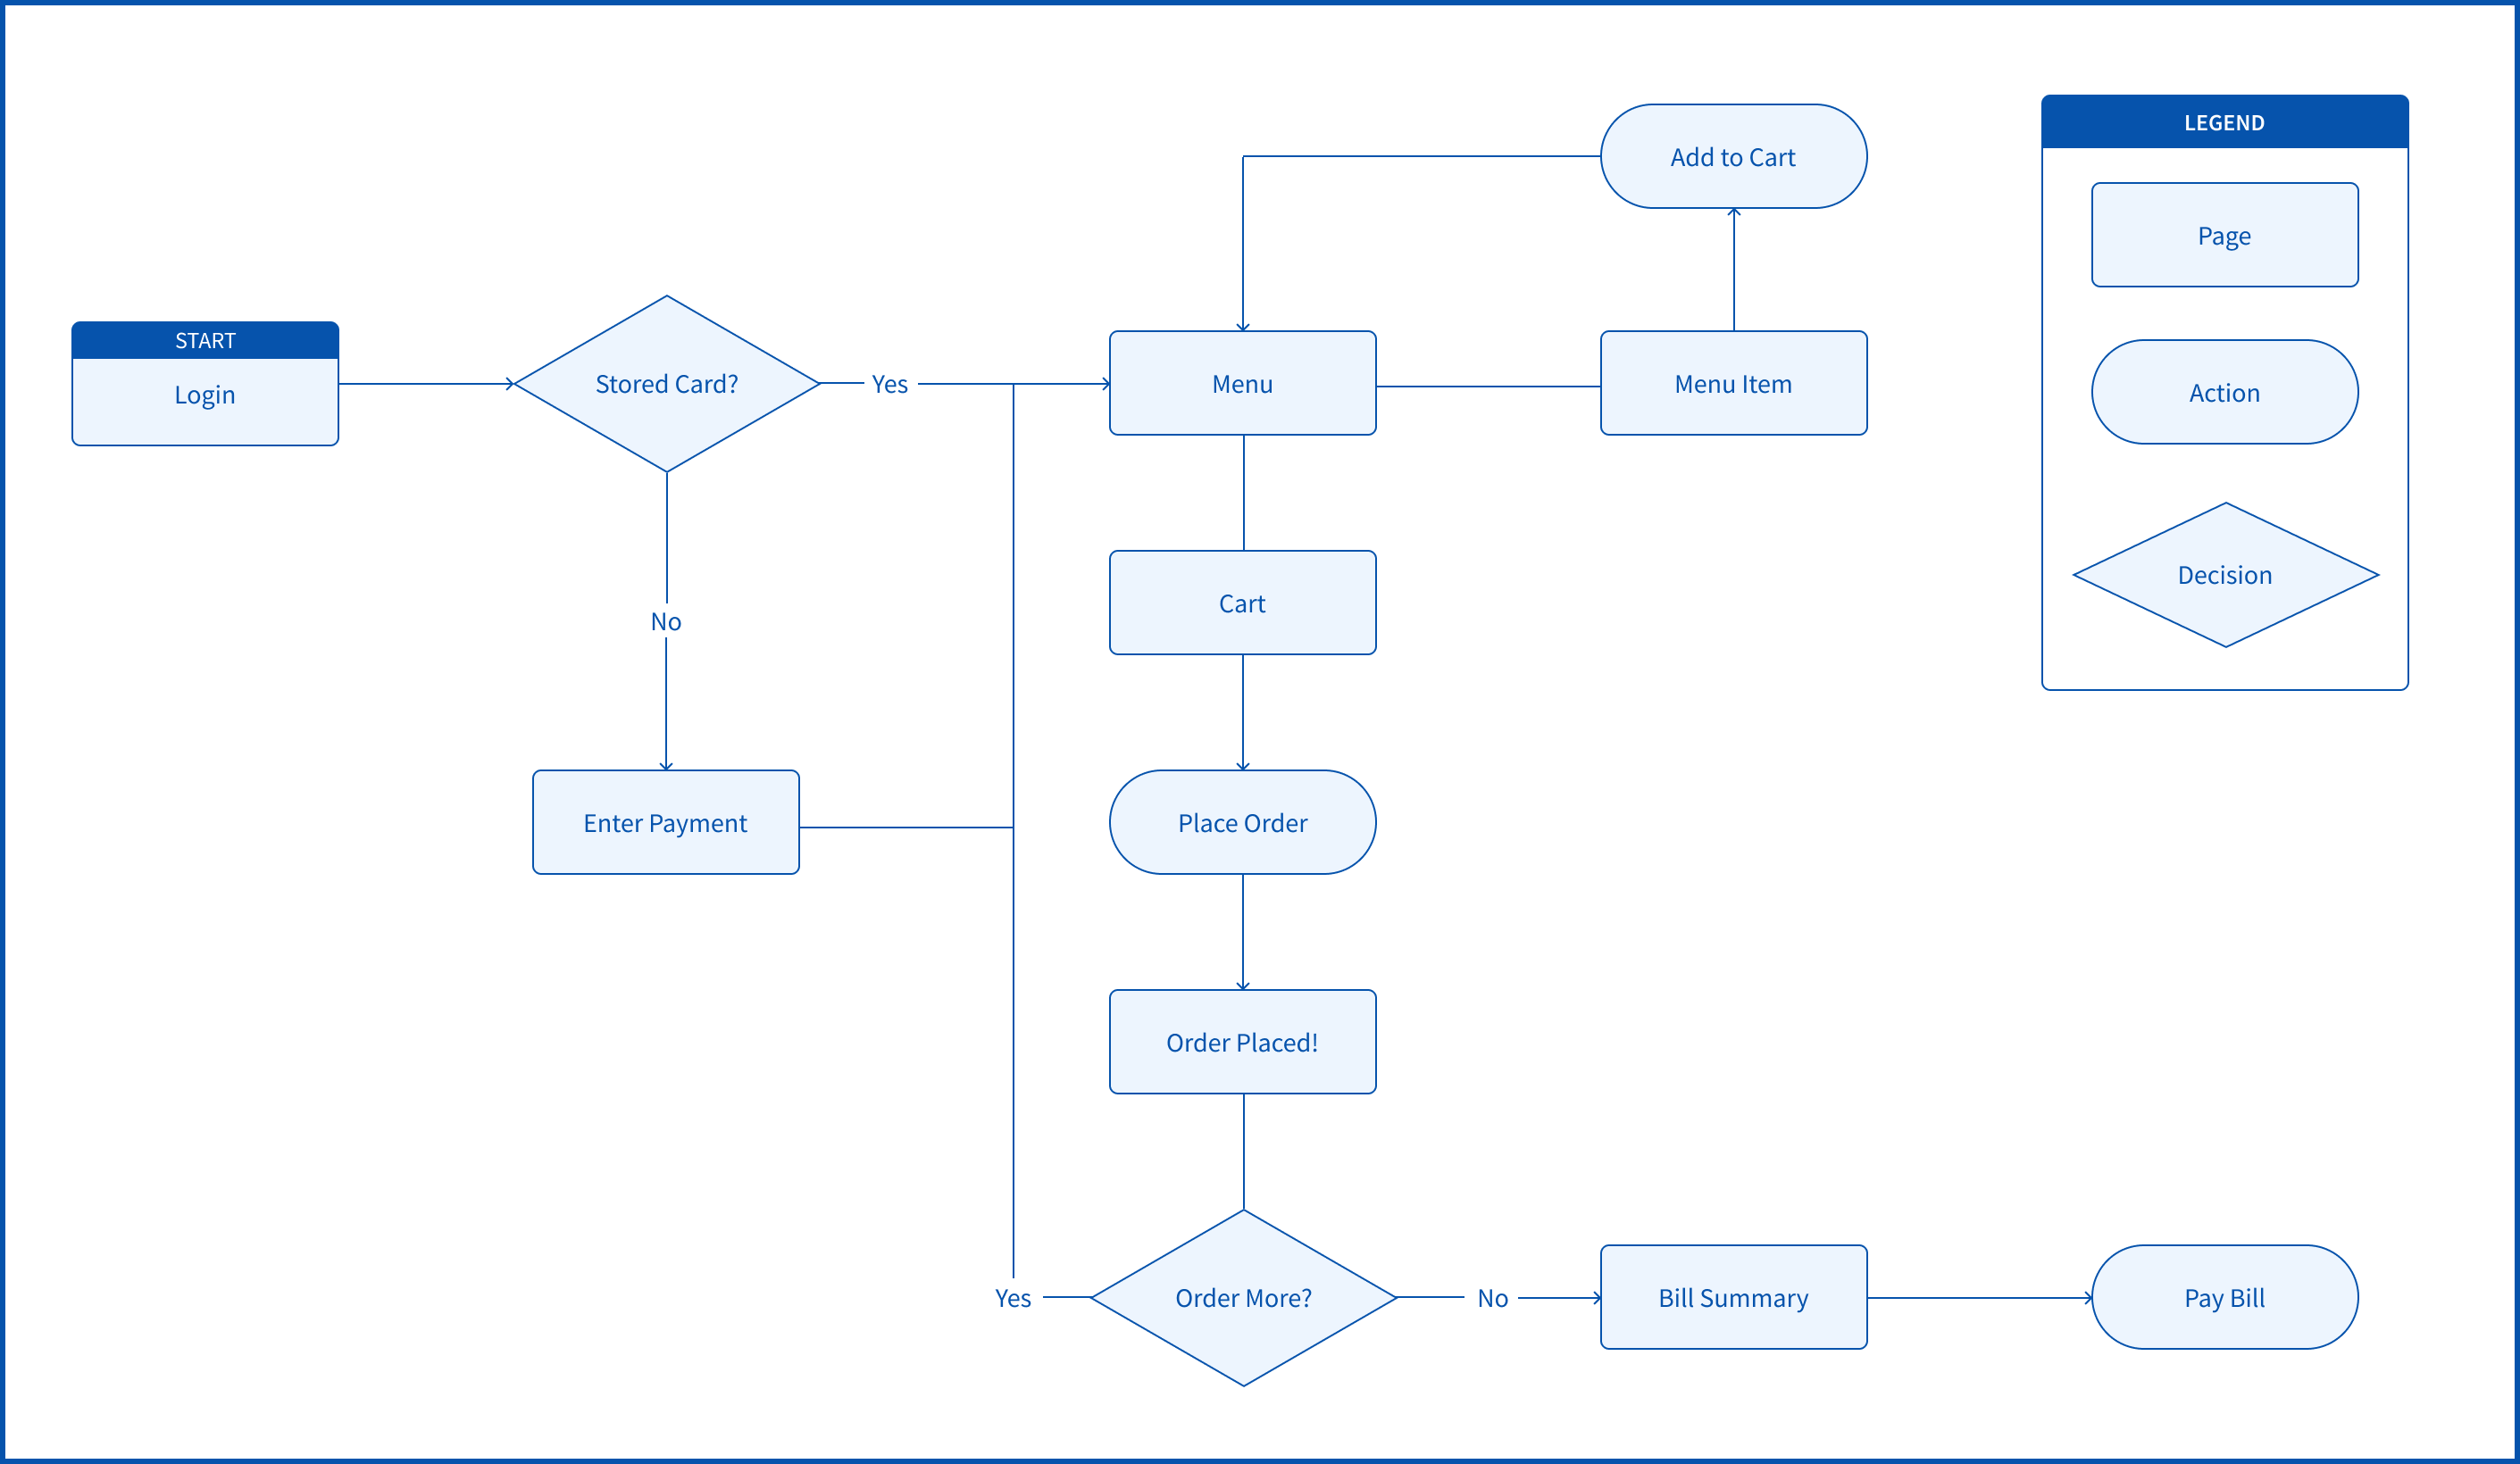 START
Login
Stored Card?
Yes
No
Enter Payment
Add to Cart
Menu
Menu Item
Cart
Place Order
Order Placed!
Order More?
Yes
No
Bill Summary
Pay Bill
LEGEND
Page
Action
Decision